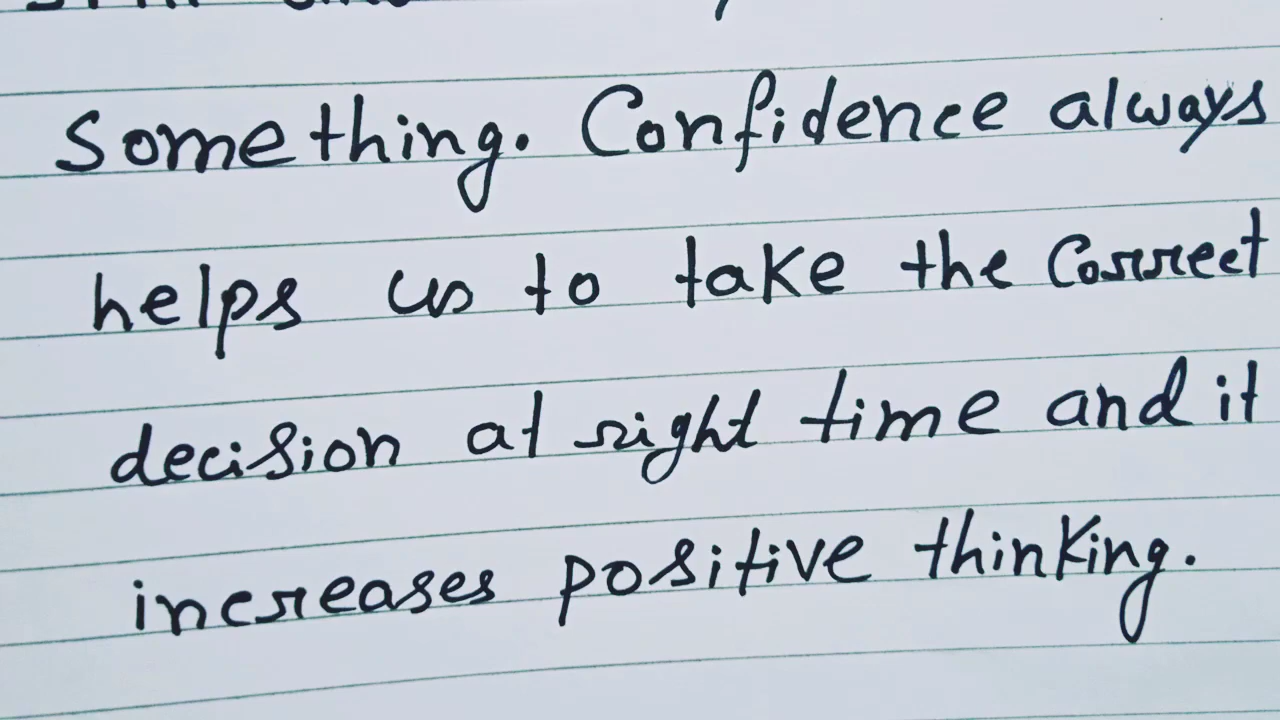 Something. Confidence always
helps us to take the Correct
decision at right time and it
increases positive thinking.